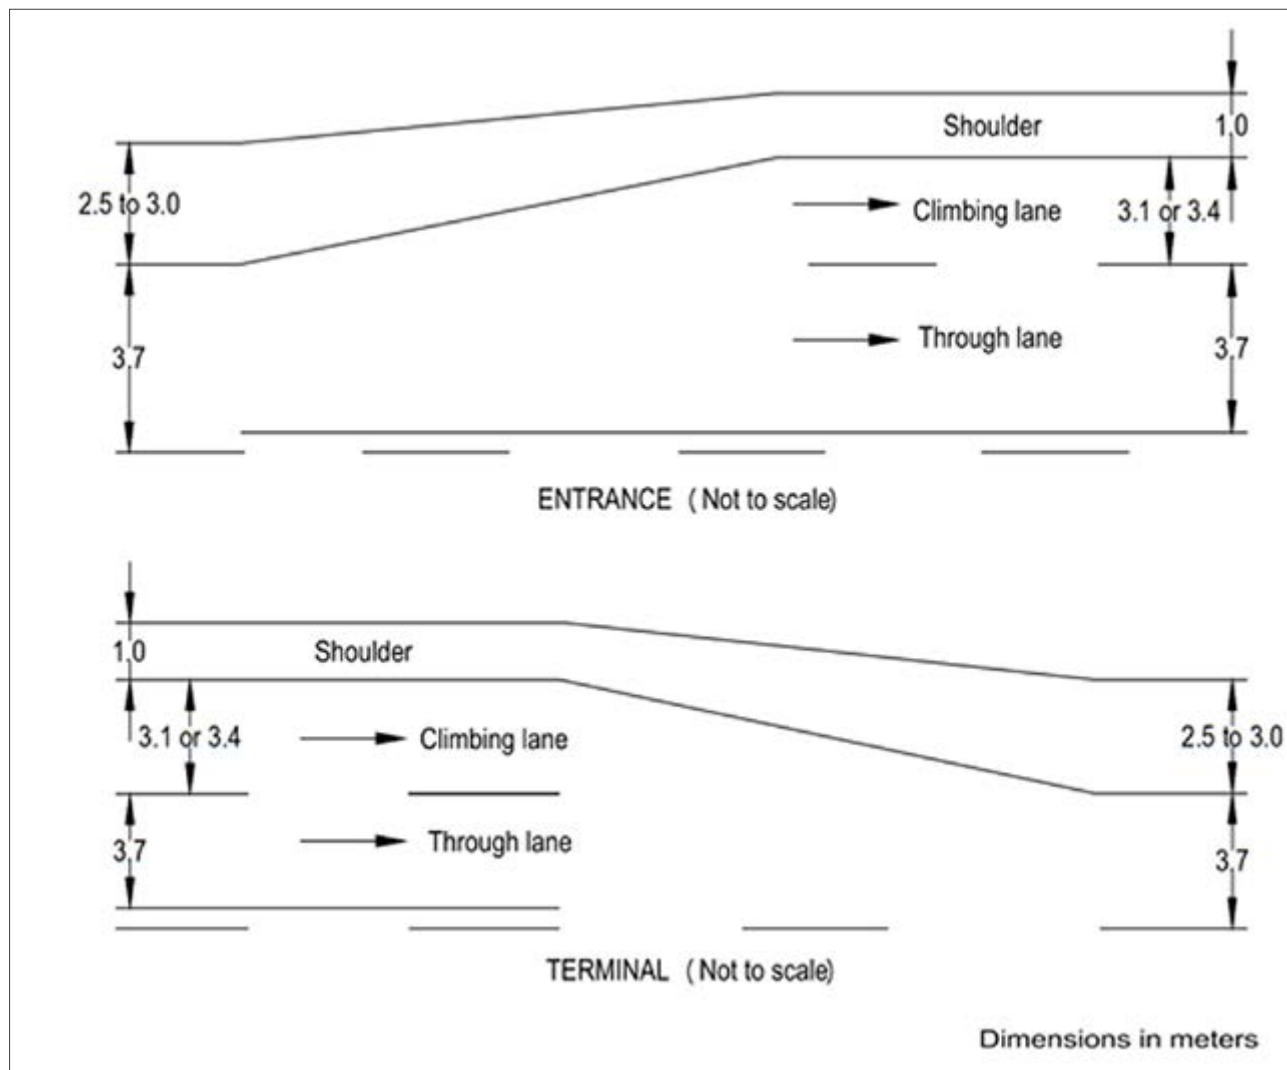 Shoulder
1.0
2.5 to 3.0
Climbing lane
3.1 or 3.4
Through lane
3.7
3.7
ENTRANCE ( Not to scale)
1.0
Shoulder
3.1 or 3.4
Climbing lane
2.5 to 3.0
3.7
Through lane
3.7
TERMINAL ( Not to scale)
Dimensions in meters